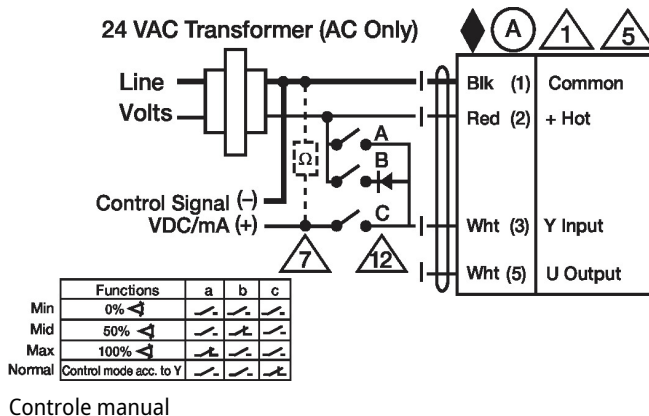 24 VAC Transformer (AC Only)
A 1 5
Line
Volts
Blk (1) Common
Red (2) + Hot
A
Ω
B
Control Signal (–)
VDC/mA (+)
C
Wht (3) Y Input
7 12
Wht (5) U Output
Functions a b c
Min 0%
Mid 50%
Max 100%
Normal Control mode acc. to Y
Controle manual